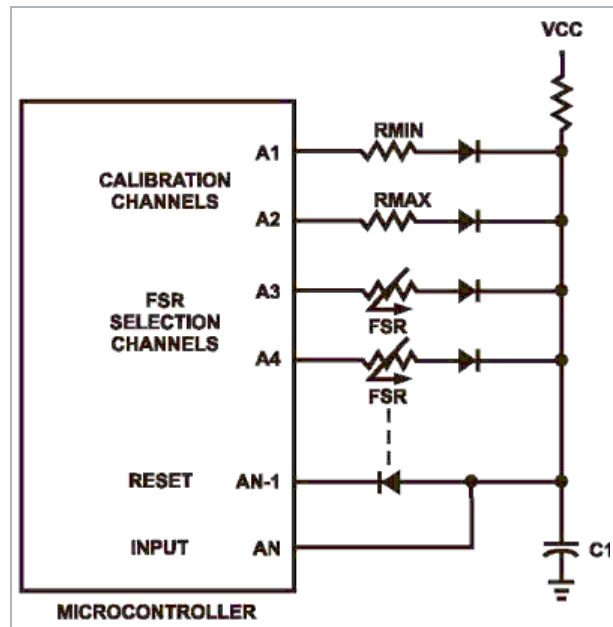 VCC
RMIN
A1
CALIBRATION
CHANNELS
RMAX
A2
FSR
SELECTION
CHANNELS
A3
FSR
A4
FSR
RESET AN-1
INPUT AN
C1
MICROCONTROLLER